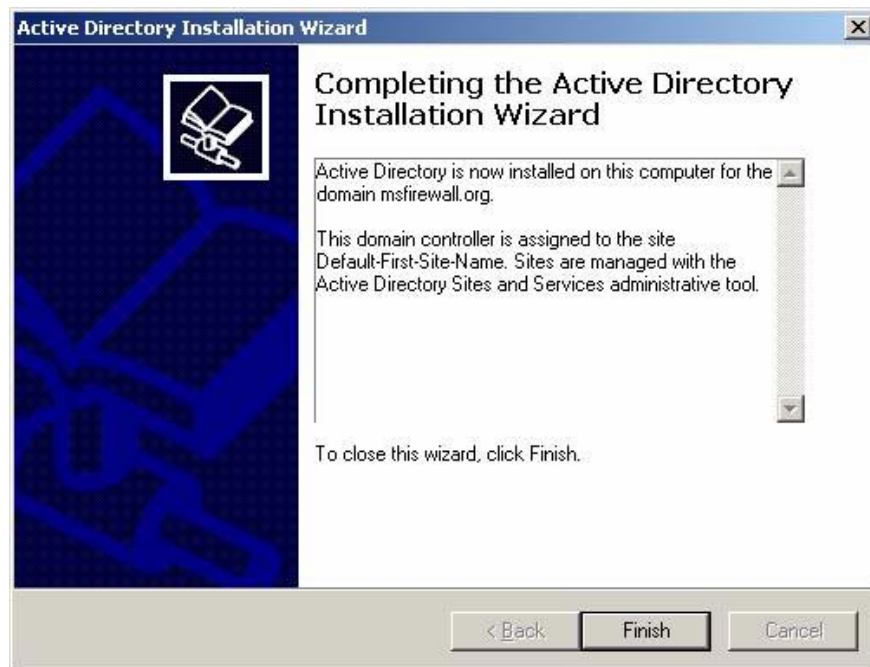 Active Directory Installation Wizard
Completing the Active Directory
Installation Wizard
Active Directory is now installed on this computer for the
domain msfirewall.org.
This domain controller is assigned to the site
Default-First-Site-Name. Sites are managed with the
Active Directory Sites and Services administrative tool.
To close this wizard, click Finish.
< Back
Finish
Cancel